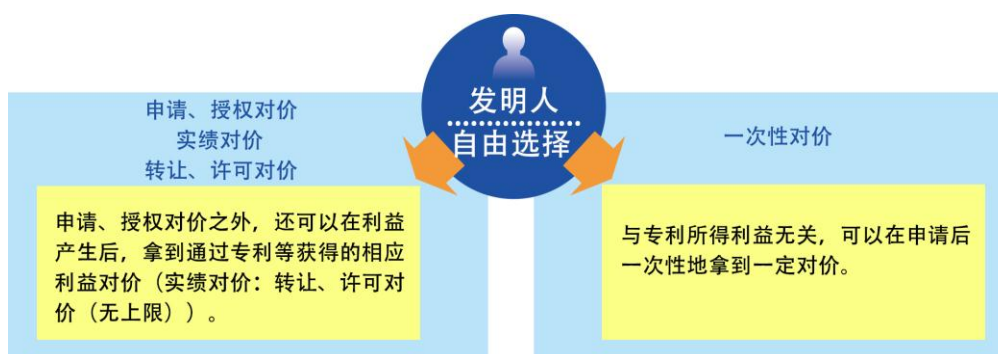 发明人
自由选择
申请、授权对价
实绩对价
转让、许可对价
申请、授权对价之外，还可以在利益
产生后，拿到通过专利等获得的相应
利益对价（实绩对价：转让、许可对
价（无上限））。
一次性对价
与专利所得利益无关，可以在申请后
一次性地拿到一定对价。